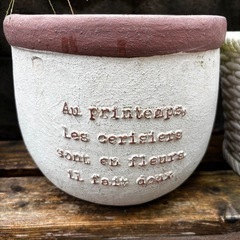 Au printemps,
les cerisiers
sont en fleurs
il fait doux